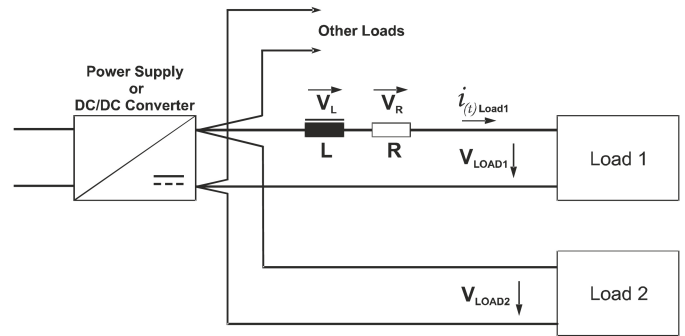 Other Loads
Power Supply
or
DC/DC Converter
V_L
V_R
i_(t) Load1
L
R
V_LOAD1
Load 1
V_LOAD2
Load 2